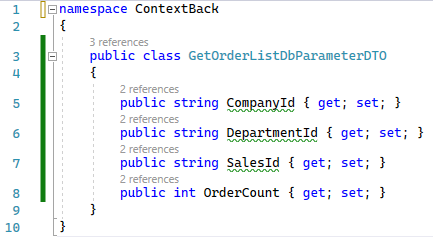 1 namespace ContextBack
2 {
3 references
3 public class GetOrderListDbParameterDTO
4 {
2 references
5 public string CompanyId { get; set; }
2 references
6 public string DepartmentId { get; set; }
2 references
7 public string SalesId { get; set; }
2 references
8 public int OrderCount { get; set; }
9 }
10 }